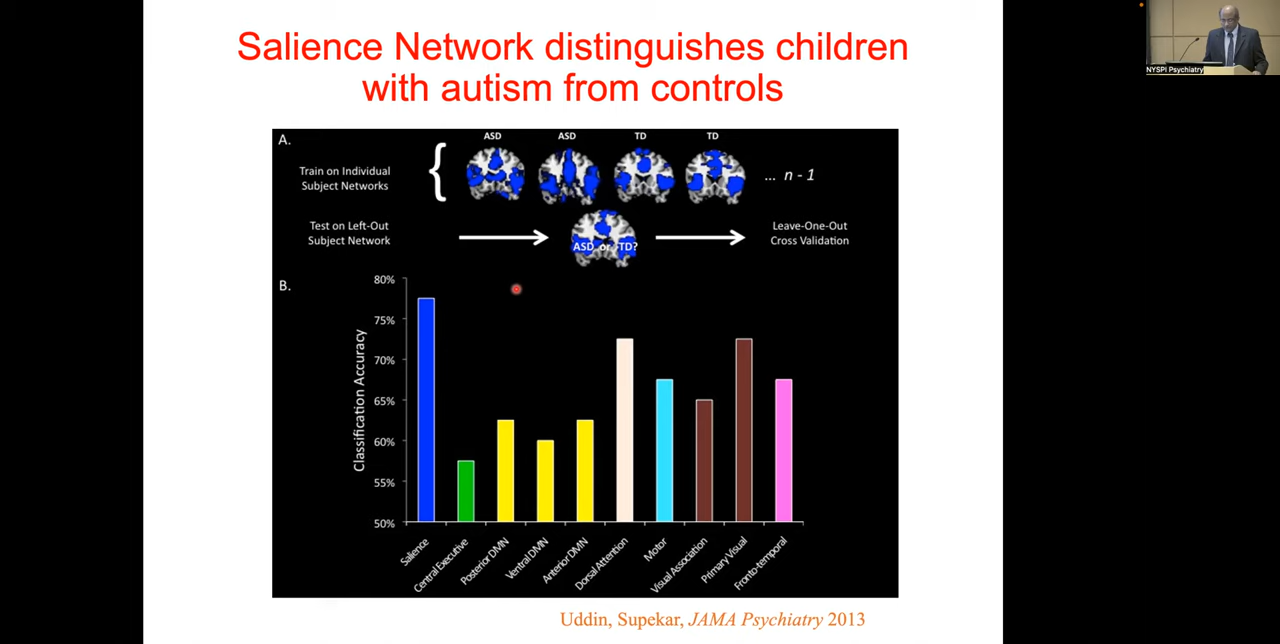 Salience Network distinguishes children
with autism from controls
NYSPI Psychiatry
A.
ASD
ASD
TD
TD
Train on Individual
Subject Networks
{
... n - 1
Test on Left-Out
Subject Network
ASD or TD?
Leave-One-Out
Cross Validation
B.
80%
75%
70%
65%
60%
55%
50%
Classification Accuracy
Salience
Central Executive
Posterior DMN
Ventral DMN
Anterior DMN
Dorsal Attention
Motor
Visual Association
Primary Visual
Fronto-temporal
Uddin, Supekar, JAMA Psychiatry 2013